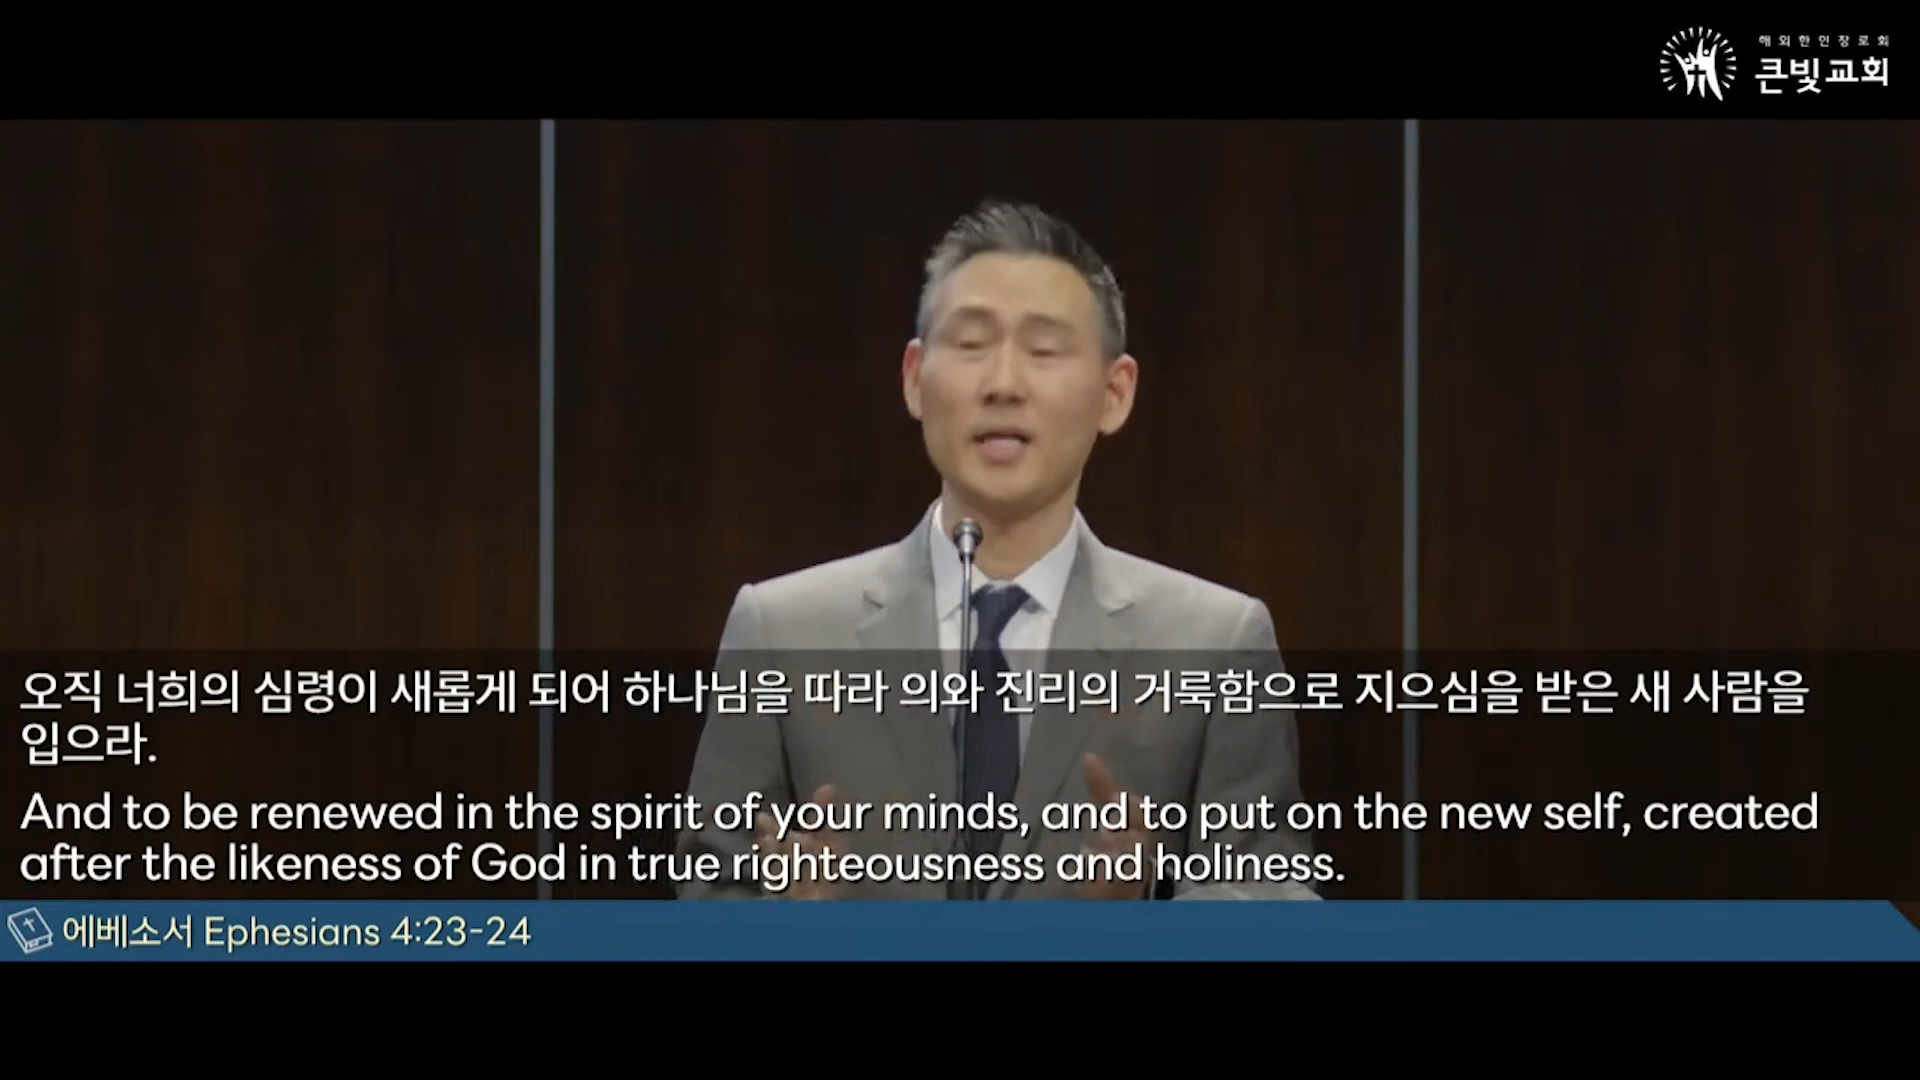 해외한인장로회
큰빛교회
오직 너희의 심령이 새롭게 되어 하나님을 따라 의와 진리의 거룩함으로 지으심을 받은 새 사람을
입으라.
And to be renewed in the spirit of your minds, and to put on the new self, created
after the likeness of God in true righteousness and holiness.
에베소서 Ephesians 4:23-24